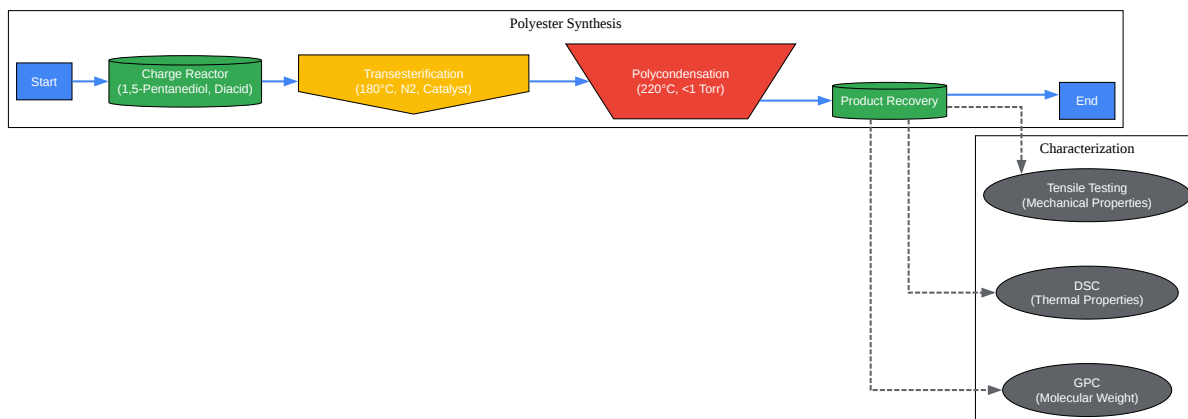 Polyester Synthesis
Start
Charge Reactor
(1,5-Pentanediol, Diacid)
Transesterification
(180°C, N2, Catalyst)
Polycondensation
(220°C, <1 Torr)
Product Recovery
End
Characterization
Tensile Testing
(Mechanical Properties)
DSC
(Thermal Properties)
GPC
(Molecular Weight)